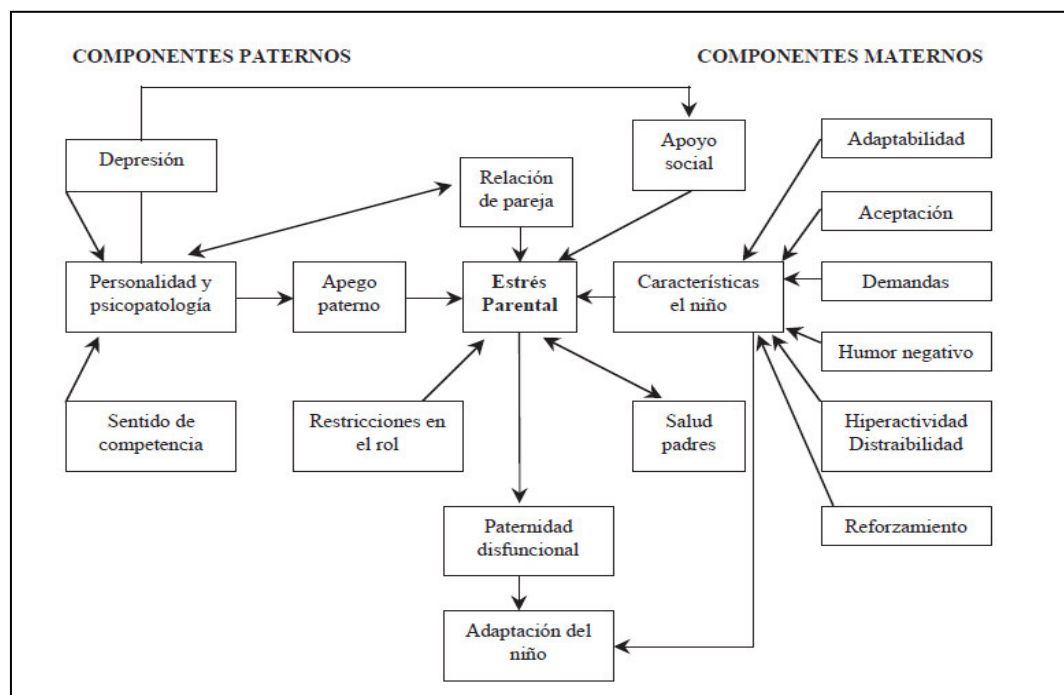 COMPONENTES PATERNOS
COMPONENTES MATERNOS
Depresión
Apoyo
social
Adaptabilidad
Relación
de pareja
Aceptación
Personalidad y
psicopatología
Apego
paterno
Estrés
Parental
Características
el niño
Demandas
Humor negativo
Sentido de
competencia
Restricciones en
el rol
Salud
padres
Hiperactividad
Distraibilidad
Paternidad
disfuncional
Reforzamiento
Adaptación del
niño